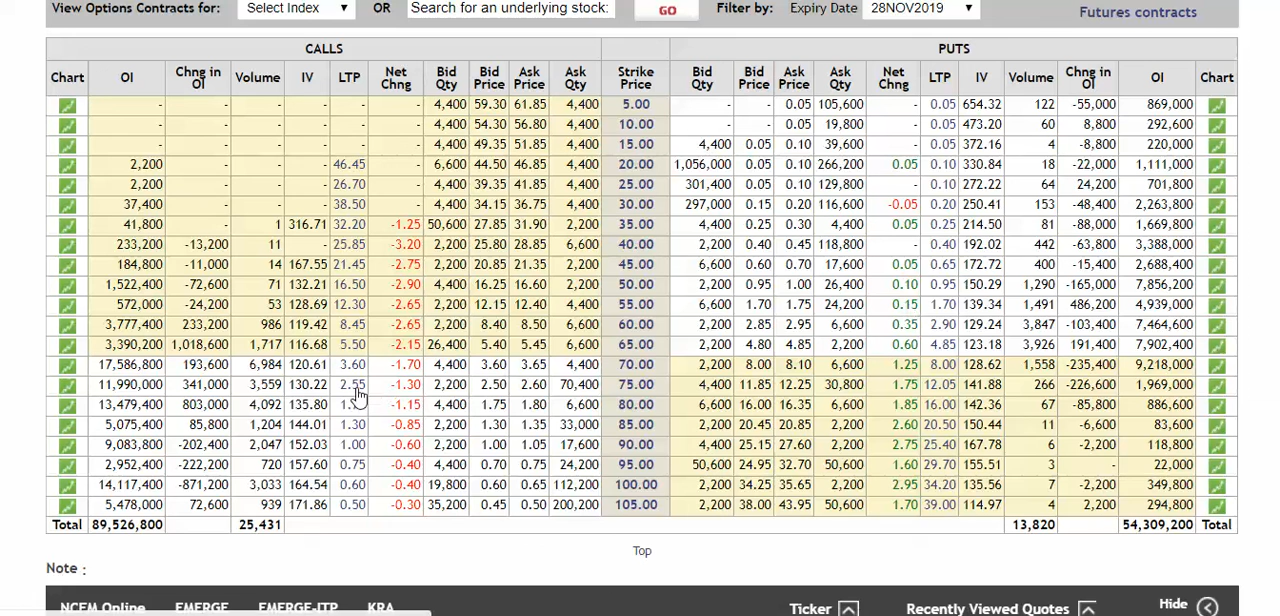 View Options Contracts for: Select Index ▼ OR Search for an underlying stock: GO Filter by: Expiry Date 28NOV2019 ▼ Futures contracts
CALLS PUTS
Chart OI Chng in OI Volume IV LTP Net Chng Bid Qty Bid Price Ask Price Ask Qty Strike Price Bid Qty Bid Price Ask Price Ask Qty Net Chng LTP IV Volume Chng in OI OI Chart
- - - - - - 4,400 59.30 61.85 4,400 5.00 - - 0.05 105,600 - 0.05 654.32 122 -55,000 869,000
- - - - - - 4,400 54.30 56.80 4,400 10.00 - - 0.05 19,800 - 0.05 473.20 60 8,800 292,600
- - - - - - 4,400 49.35 51.85 4,400 15.00 4,400 0.05 0.10 39,600 - 0.05 372.16 4 -8,800 220,000
2,200 - - - 46.45 - 6,600 44.50 46.85 4,400 20.00 1,056,000 0.05 0.10 266,200 0.05 0.10 330.84 18 -22,000 1,111,000
2,200 - - - 26.70 - 4,400 39.35 41.85 4,400 25.00 301,400 0.05 0.10 129,800 - 0.10 272.22 64 24,200 701,800
37,400 - - - 38.50 - 4,400 34.15 36.75 4,400 30.00 297,000 0.15 0.20 116,600 -0.05 0.20 250.41 153 -48,400 2,263,800
41,800 - 1 316.71 32.20 -1.25 50,600 27.85 31.90 2,200 35.00 4,400 0.25 0.30 4,400 0.05 0.25 214.50 81 -88,000 1,669,800
233,200 -13,200 11 - 25.85 -3.20 2,200 25.80 28.85 6,600 40.00 2,200 0.40 0.45 118,800 - 0.40 192.02 442 -63,800 3,388,000
184,800 -11,000 14 167.55 21.45 -2.75 2,200 20.85 21.35 2,200 45.00 6,600 0.60 0.70 17,600 0.05 0.65 172.72 400 -15,400 2,688,400
1,522,400 -72,600 71 132.21 16.50 -2.90 4,400 16.25 16.60 2,200 50.00 2,200 0.95 1.00 26,400 0.10 0.95 150.29 1,290 -165,000 7,856,200
572,000 -24,200 53 128.69 12.30 -2.65 2,200 12.15 12.40 4,400 55.00 6,600 1.70 1.75 24,200 0.15 1.70 139.34 1,491 486,200 4,939,000
3,777,400 233,200 986 119.42 8.45 -2.65 2,200 8.40 8.50 6,600 60.00 2,200 2.85 2.95 6,600 0.35 2.90 129.24 3,847 -103,400 7,464,600
3,390,200 1,018,600 1,717 116.68 5.50 -2.15 26,400 5.40 5.45 6,600 65.00 2,200 4.80 4.85 2,200 0.60 4.85 123.18 3,926 191,400 7,902,400
17,586,800 193,600 6,984 120.61 3.60 -1.70 4,400 3.60 3.65 4,400 70.00 2,200 8.00 8.10 6,600 1.25 8.00 128.62 1,558 -235,400 9,218,000
11,990,000 341,000 3,559 130.22 2.55 -1.30 2,200 2.50 2.60 70,400 75.00 4,400 11.85 12.25 30,800 1.75 12.05 141.88 266 -226,600 1,969,000
13,479,400 803,000 4,092 135.80 -1.15 4,400 1.75 1.80 6,600 80.00 6,600 16.00 16.35 6,600 1.85 16.00 142.36 67 -85,800 886,600
5,075,400 85,800 1,204 144.01 1.30 -0.85 2,200 1.30 1.35 33,000 85.00 2,200 20.45 20.85 2,200 2.60 20.50 150.44 11 -6,600 83,600
9,083,800 -202,400 2,047 152.03 1.00 -0.60 2,200 1.00 1.05 17,600 90.00 4,400 25.15 27.60 2,200 2.75 25.40 167.78 6 -2,200 118,800
2,952,400 -222,200 720 157.60 0.75 -0.40 4,400 0.70 0.75 24,200 95.00 50,600 24.95 32.70 50,600 1.60 29.70 155.51 3 - 22,000
14,117,400 -871,200 3,033 164.54 0.60 -0.40 19,800 0.60 0.65 112,200 100.00 2,200 34.25 35.65 2,200 2.95 34.20 135.56 7 -2,200 349,800
5,478,000 72,600 939 171.86 0.50 -0.30 35,200 0.45 0.50 200,200 105.00 2,200 38.00 43.95 50,600 1.70 39.00 114.97 4 2,200 294,800
Total 89,526,800 25,431 13,820 54,309,200 Total
Top
Note :
NCFM Online EMERGE EMERGE-ITP KRA Ticker Recently Viewed Quotes Hide